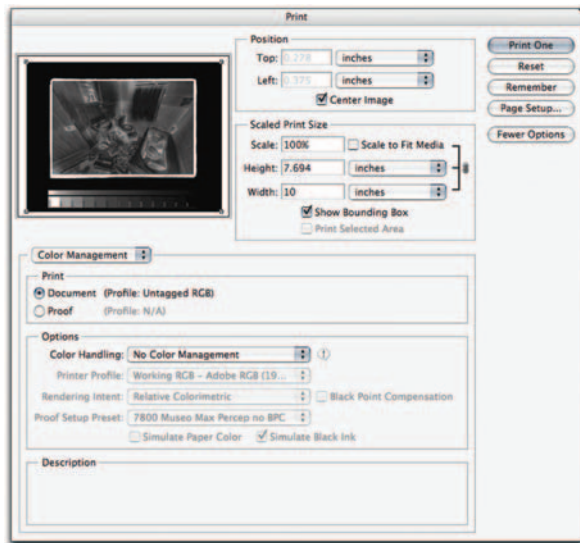 Print
Position
Top: 0.278 inches
Left: 0.375 inches
Center Image
Scaled Print Size
Scale: 100% Scale to Fit Media
Height: 7.694 inches
Width: 10 inches
Show Bounding Box
Print Selected Area
Print One
Reset
Remember
Page Setup...
Fewer Options
Color Management
Print
Document (Profile: Untagged RGB)
Proof (Profile: N/A)
Options
Color Handling: No Color Management
Printer Profile: Working RGB - Adobe RGB (19...
Rendering Intent: Relative Colorimetric Black Point Compensation
Proof Setup Preset: 7800 Museo Max Percep no BPC
Simulate Paper Color Simulate Black Ink
Description